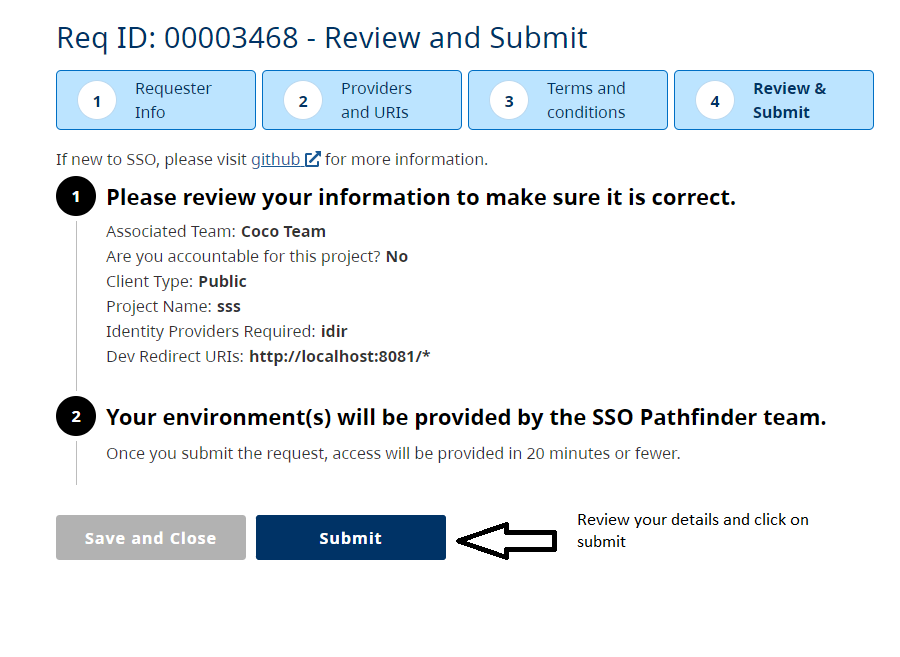 Req ID: 00003468 - Review and Submit
1 Requester Info
2 Providers and URIs
3 Terms and conditions
4 Review & Submit
If new to SSO, please visit github for more information.
1 Please review your information to make sure it is correct.
Associated Team: Coco Team
Are you accountable for this project? No
Client Type: Public
Project Name: sss
Identity Providers Required: idir
Dev Redirect URIs: http://localhost:8081/*
2 Your environment(s) will be provided by the SSO Pathfinder team.
Once you submit the request, access will be provided in 20 minutes or fewer.
Save and Close
Submit
Review your details and click on
submit